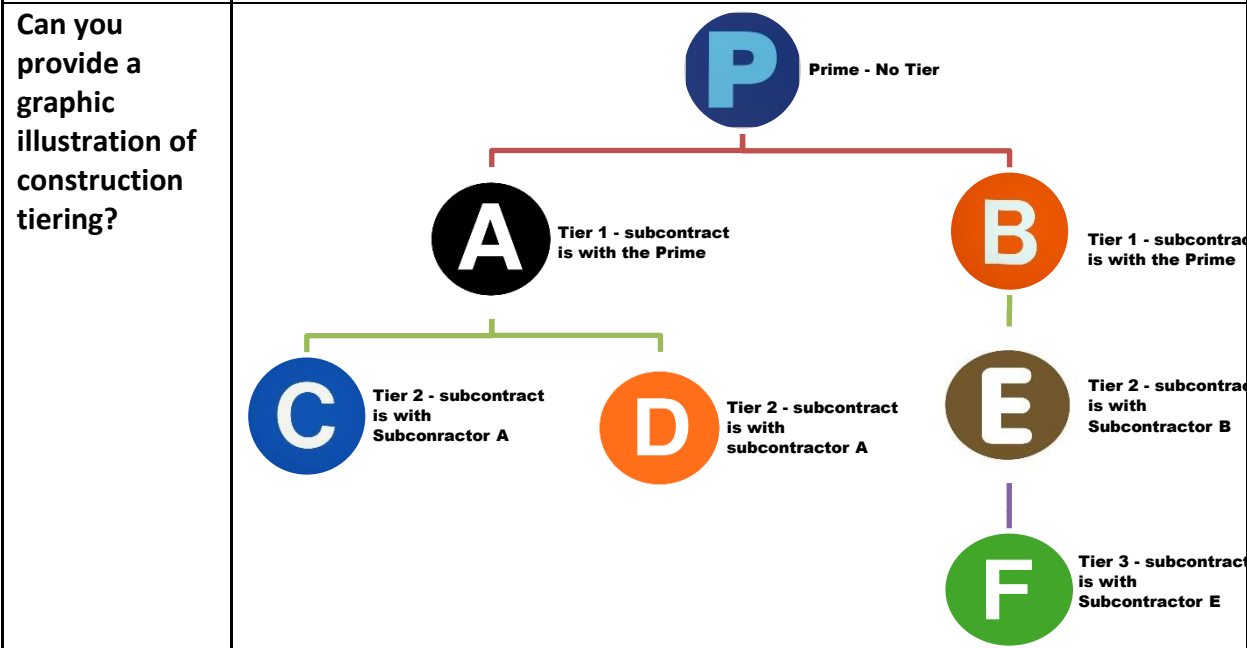 Can you
provide a
graphic
illustration of
construction
tiering?
P
Prime - No Tier
A
Tier 1 - subcontract
is with the Prime
B
Tier 1 - subcontrac
is with the Prime
C
Tier 2 - subcontract
is with
Subconractor A
D
Tier 2 - subcontract
is with
subcontractor A
E
Tier 2 - subcontrac
is with
Subcontractor B
F
Tier 3 - subcontract
is with
Subcontractor E